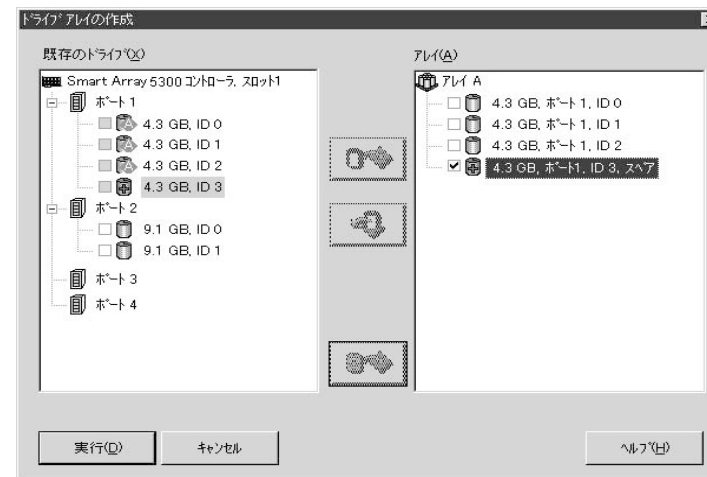 ドライブ アレイの作成
既存のドライブ(X)
Smart Array 5300 コントローラ, スロット1
ポート 1
4.3 GB, ID 0
4.3 GB, ID 1
4.3 GB, ID 2
4.3 GB, ID 3
ポート 2
9.1 GB, ID 0
9.1 GB, ID 1
ポート 3
ポート 4
アレイ(A)
アレイ A
4.3 GB, ポート 1, ID 0
4.3 GB, ポート 1, ID 1
4.3 GB, ポート 1, ID 2
4.3 GB, ポート1, ID 3, スペア
実行(D)
キャンセル
ヘルプ(H)